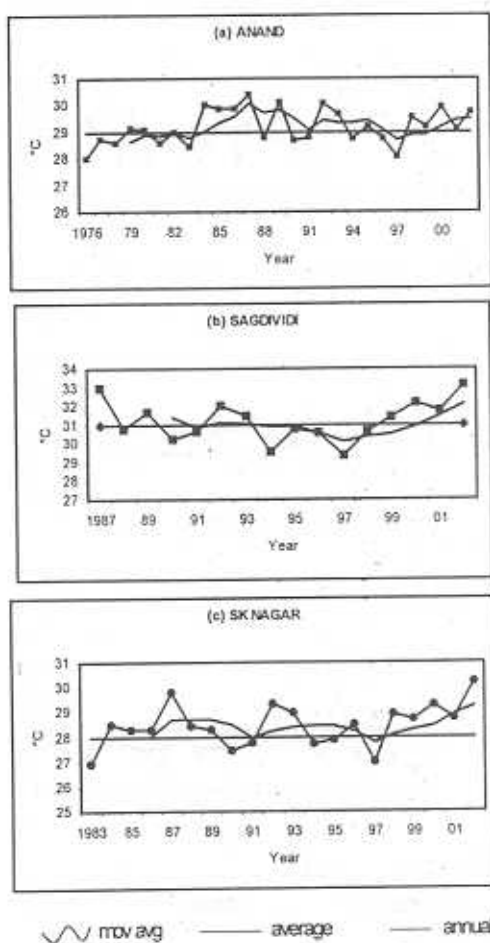 (a) ANAND
31
30
29
28
27
26
°C
1976 79 82 85 88 91 94 97 00
Year
(b) SAGDIVIDI
34
33
32
31
30
29
28
27
°C
1987 89 91 93 95 97 99 01
Year
(c) SK NAGAR
31
30
29
28
27
26
25
°C
1983 85 87 89 91 93 95 97 99 01
Year
mov avg average annua